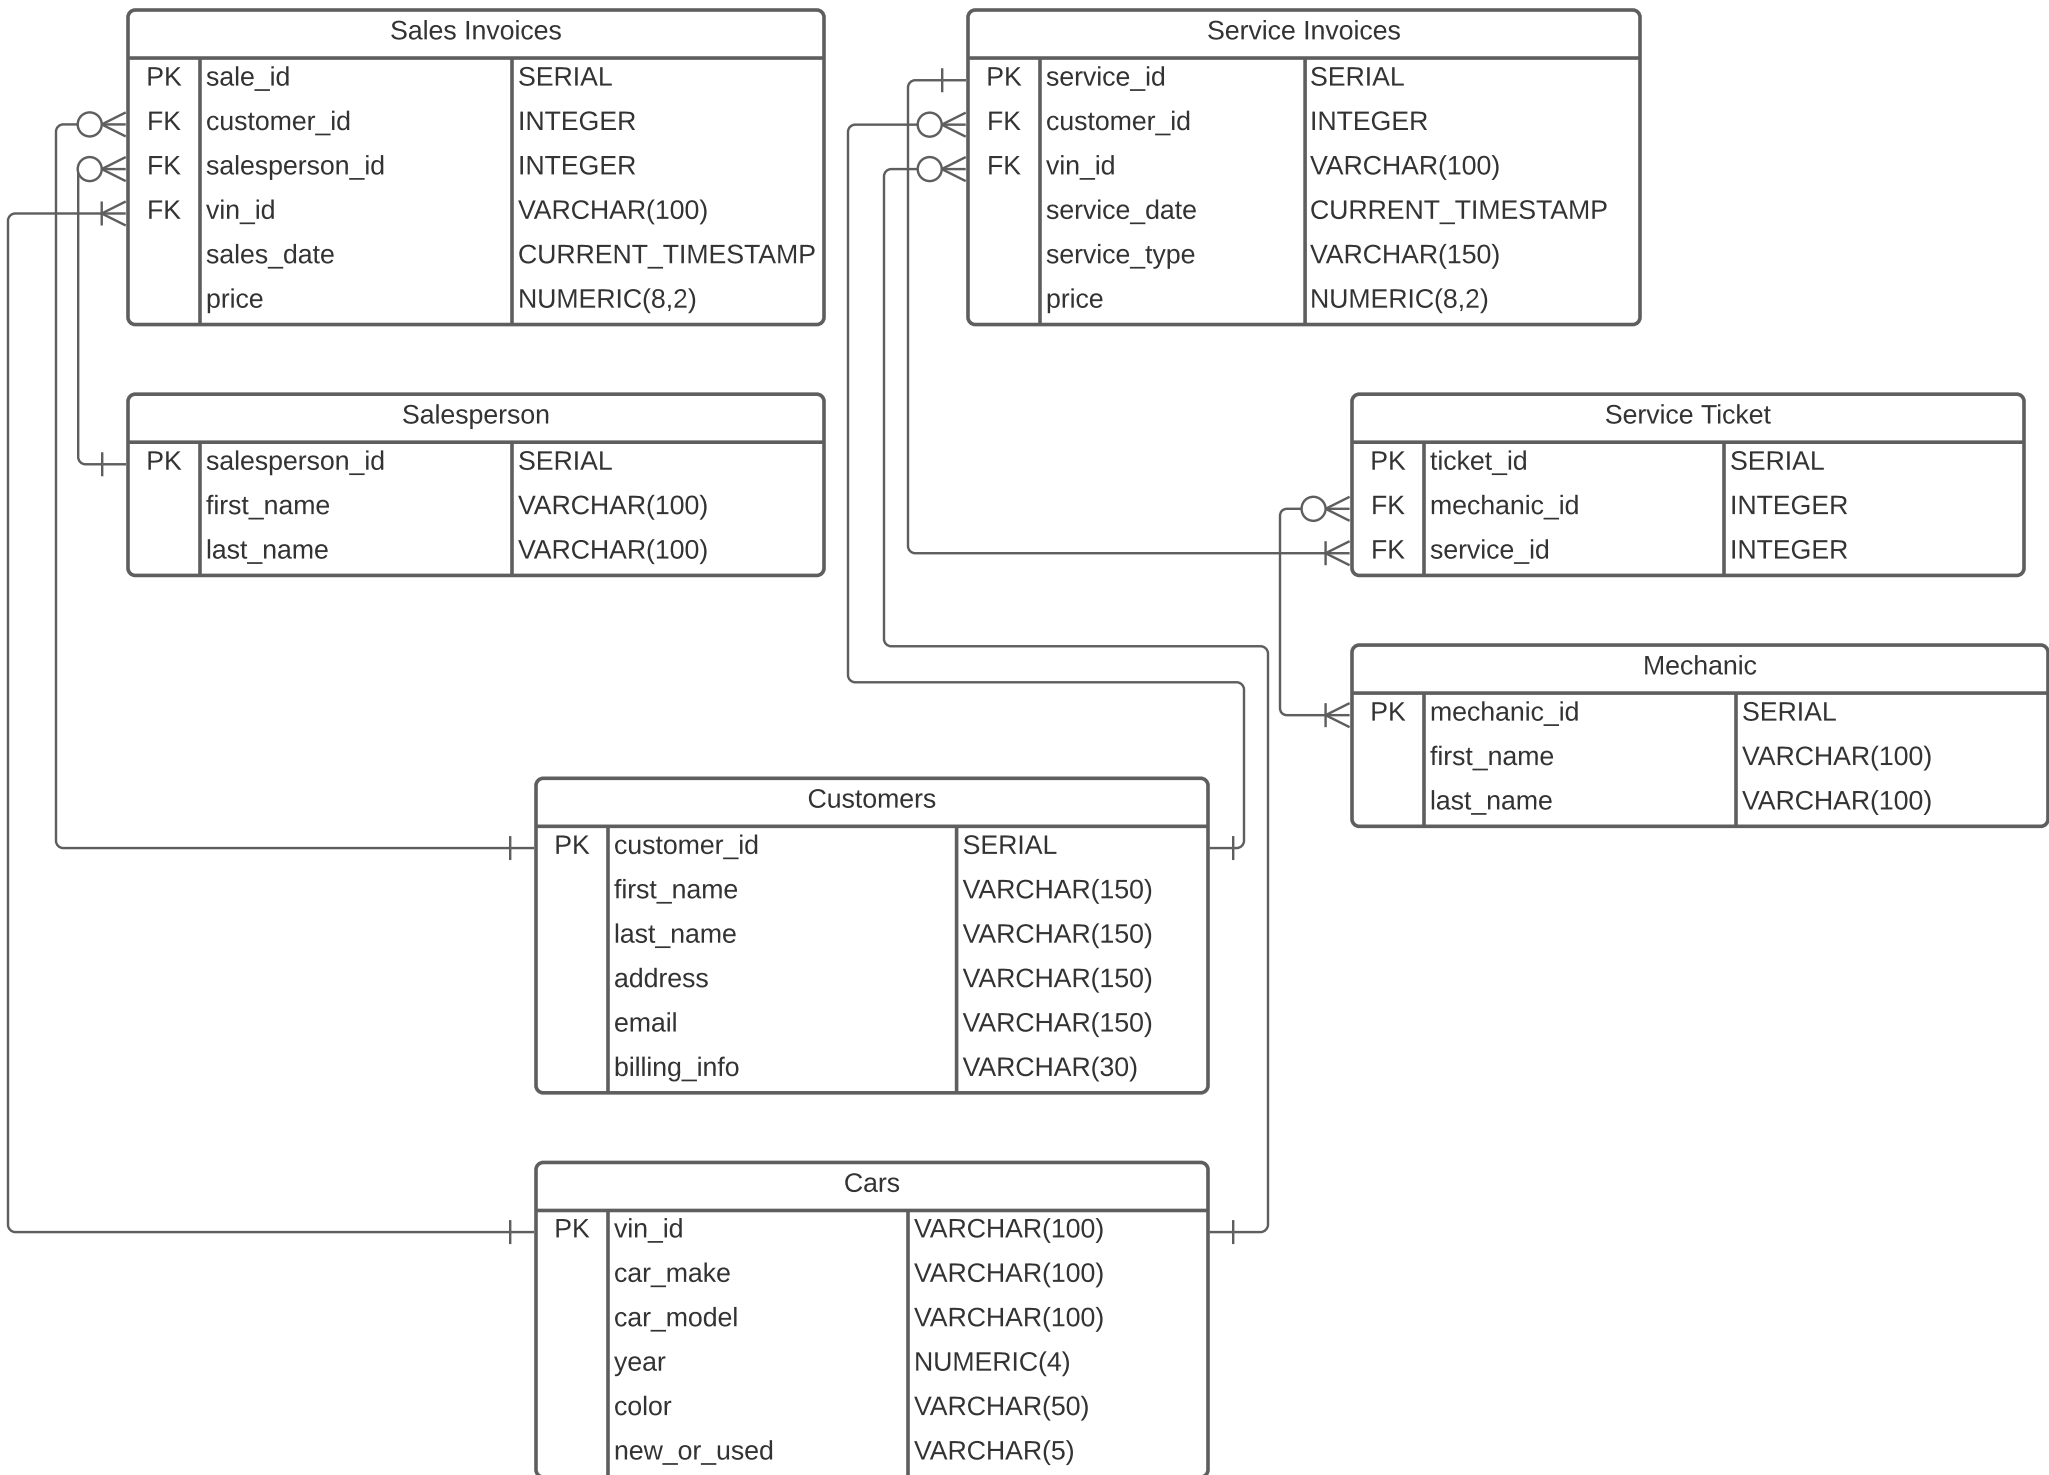 Sales Invoices
PK sale_id SERIAL
FK customer_id INTEGER
FK salesperson_id INTEGER
FK vin_id VARCHAR(100)
sales_date CURRENT_TIMESTAMP
price NUMERIC(8,2)
Service Invoices
PK service_id SERIAL
FK customer_id INTEGER
FK vin_id VARCHAR(100)
service_date CURRENT_TIMESTAMP
service_type VARCHAR(150)
price NUMERIC(8,2)
Salesperson
PK salesperson_id SERIAL
first_name VARCHAR(100)
last_name VARCHAR(100)
Service Ticket
PK ticket_id SERIAL
FK mechanic_id INTEGER
FK service_id INTEGER
Mechanic
PK mechanic_id SERIAL
first_name VARCHAR(100)
last_name VARCHAR(100)
Customers
PK customer_id SERIAL
first_name VARCHAR(150)
last_name VARCHAR(150)
address VARCHAR(150)
email VARCHAR(150)
billing_info VARCHAR(30)
Cars
PK vin_id VARCHAR(100)
car_make VARCHAR(100)
car_model VARCHAR(100)
year NUMERIC(4)
color VARCHAR(50)
new_or_used VARCHAR(5)